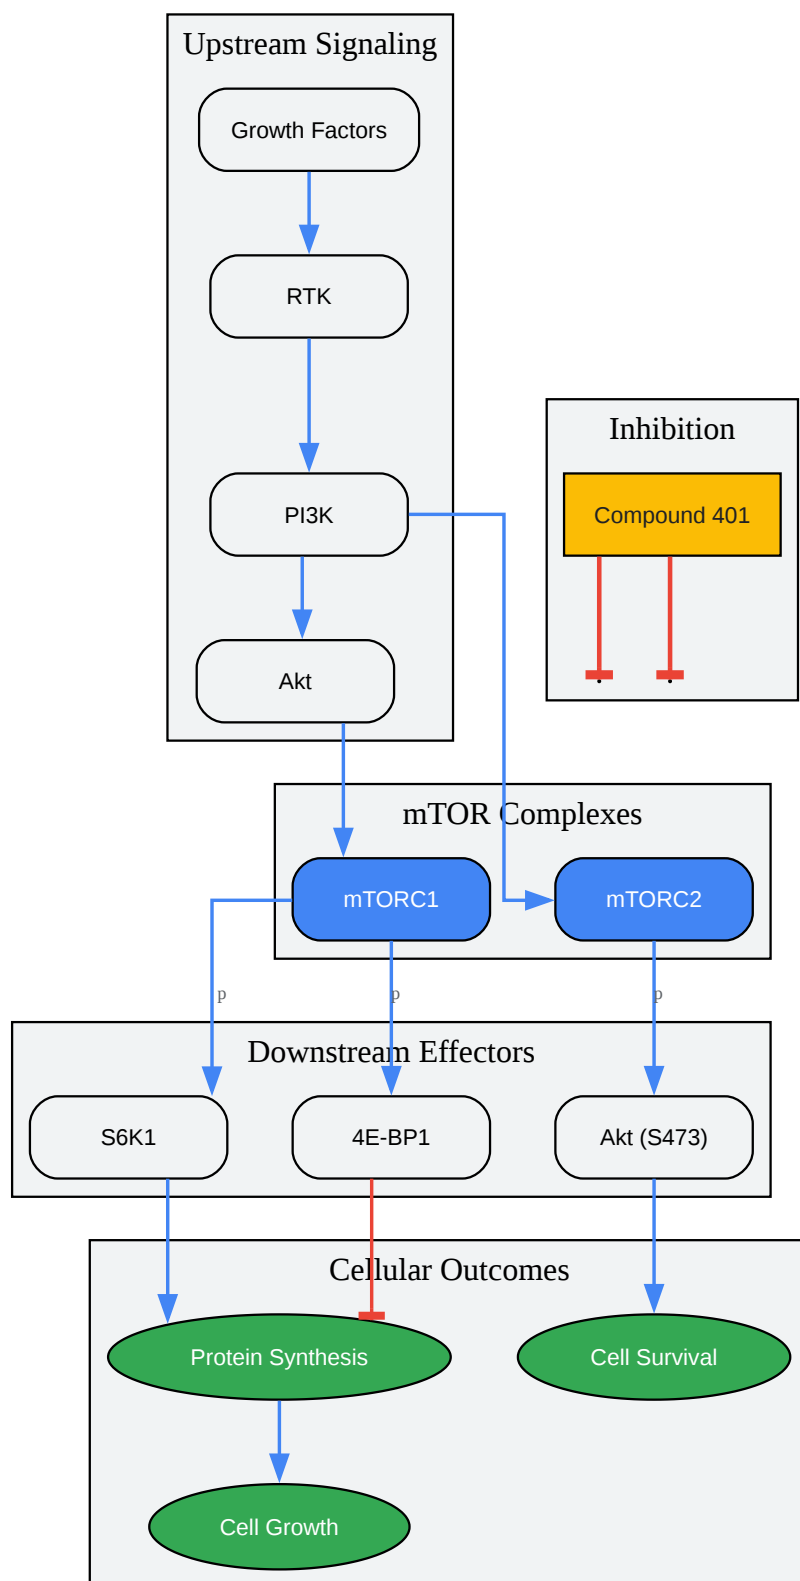 Upstream Signaling
Growth Factors
RTK
PI3K
Akt
Inhibition
Compound 401
mTOR Complexes
mTORC1
mTORC2
p
p
p
Downstream Effectors
S6K1
4E-BP1
Akt (S473)
Cellular Outcomes
Protein Synthesis
Cell Survival
Cell Growth